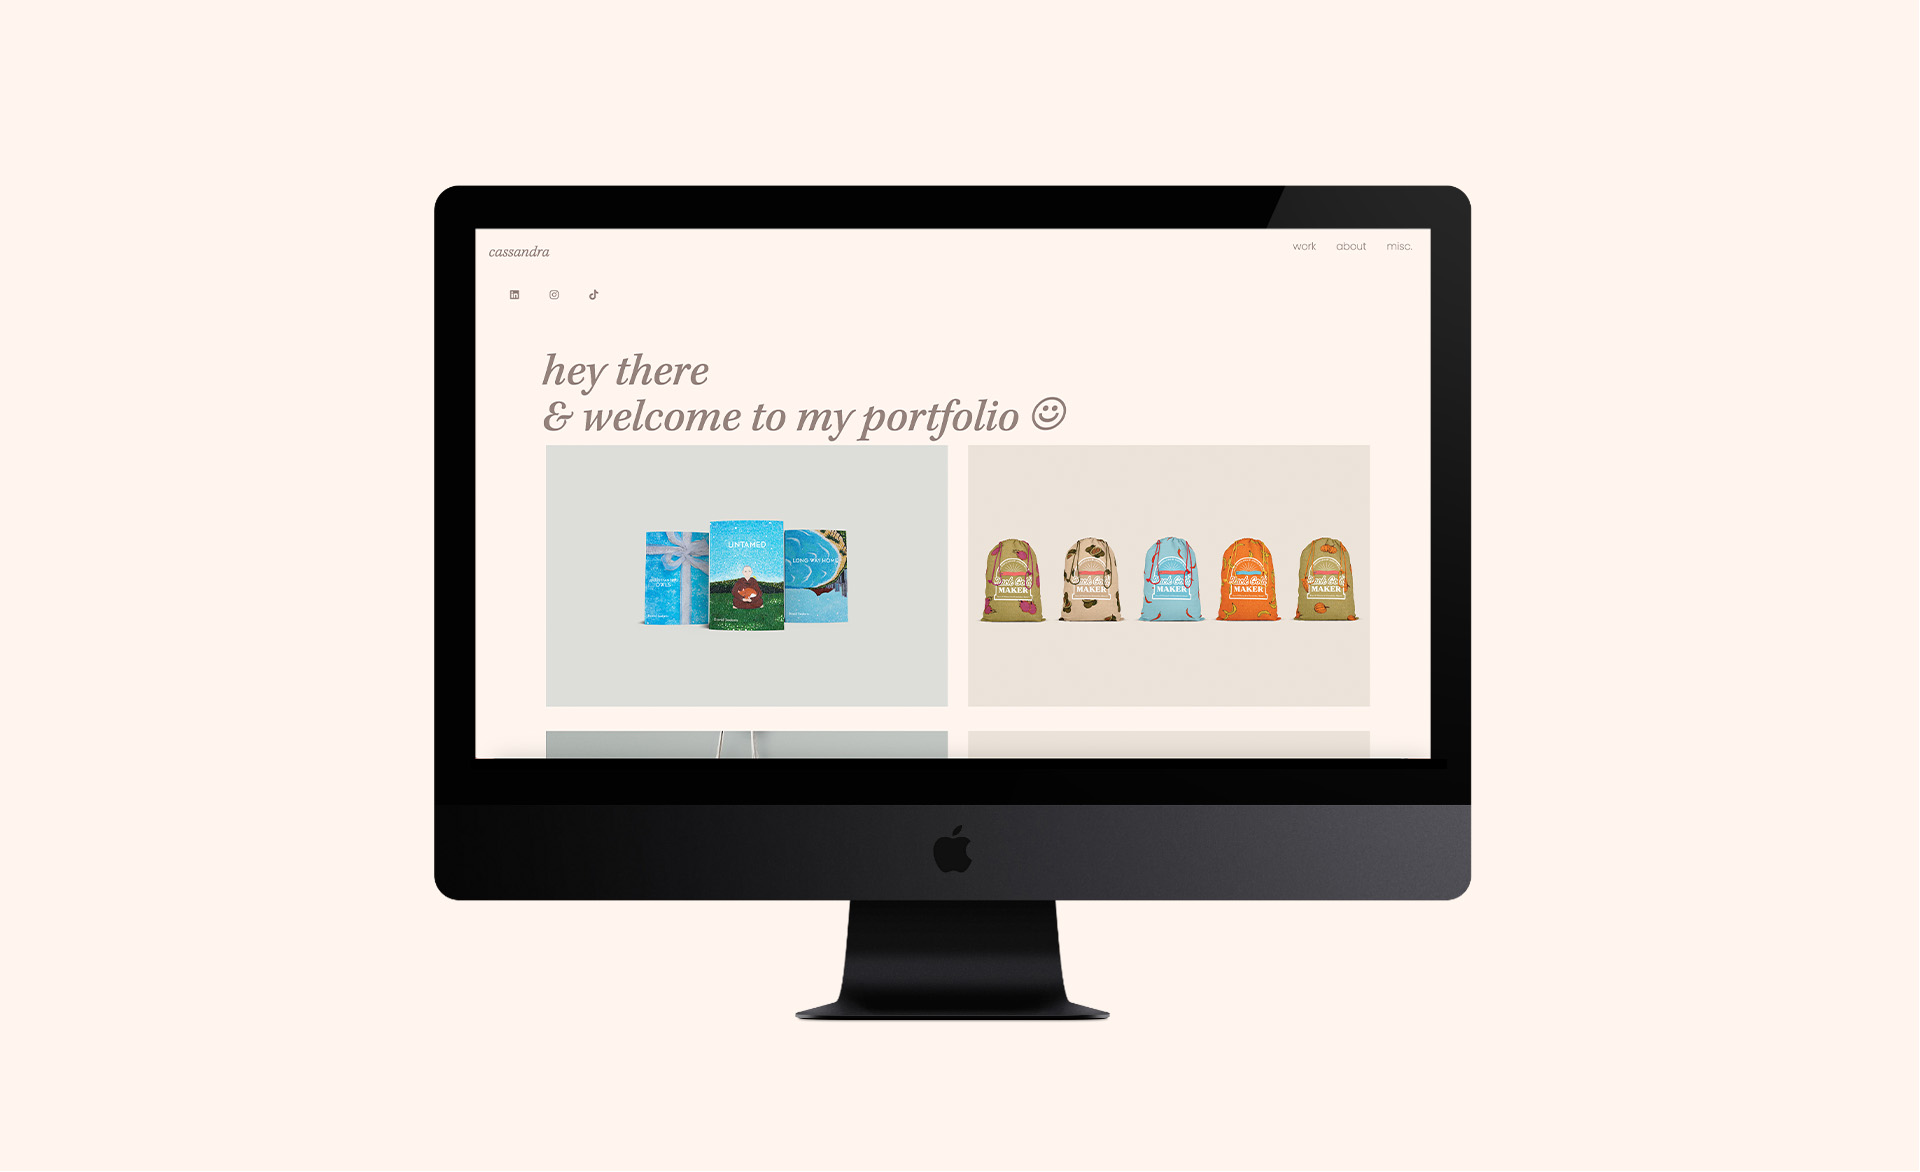 cassandra
work about misc.
hey there
& welcome to my portfolio ☺
UNTAMED
OWLS
LONG WAY HOME
MAKER
MAKER
MAKER
MAKER
MAKER